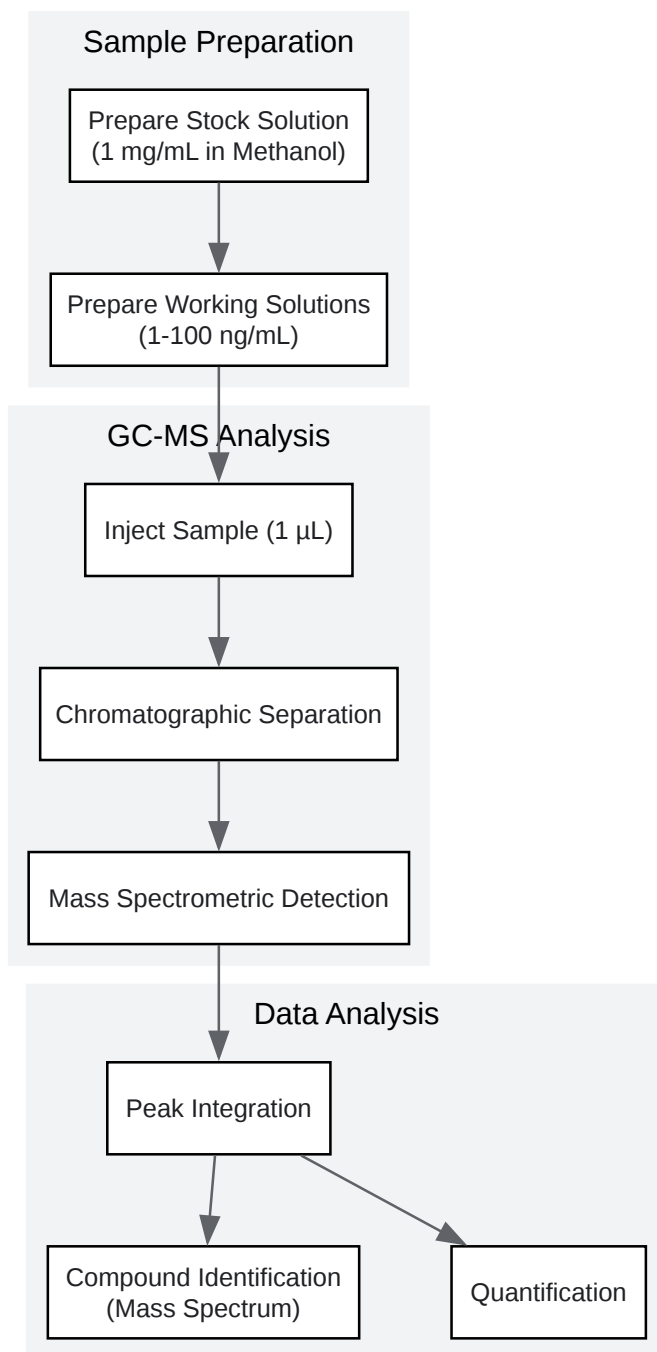 Sample Preparation
Prepare Stock Solution
(1 mg/mL in Methanol)
Prepare Working Solutions
(1-100 ng/mL)
GC-MS Analysis
Inject Sample (1 µL)
Chromatographic Separation
Mass Spectrometric Detection
Data Analysis
Peak Integration
Compound Identification
(Mass Spectrum)
Quantification